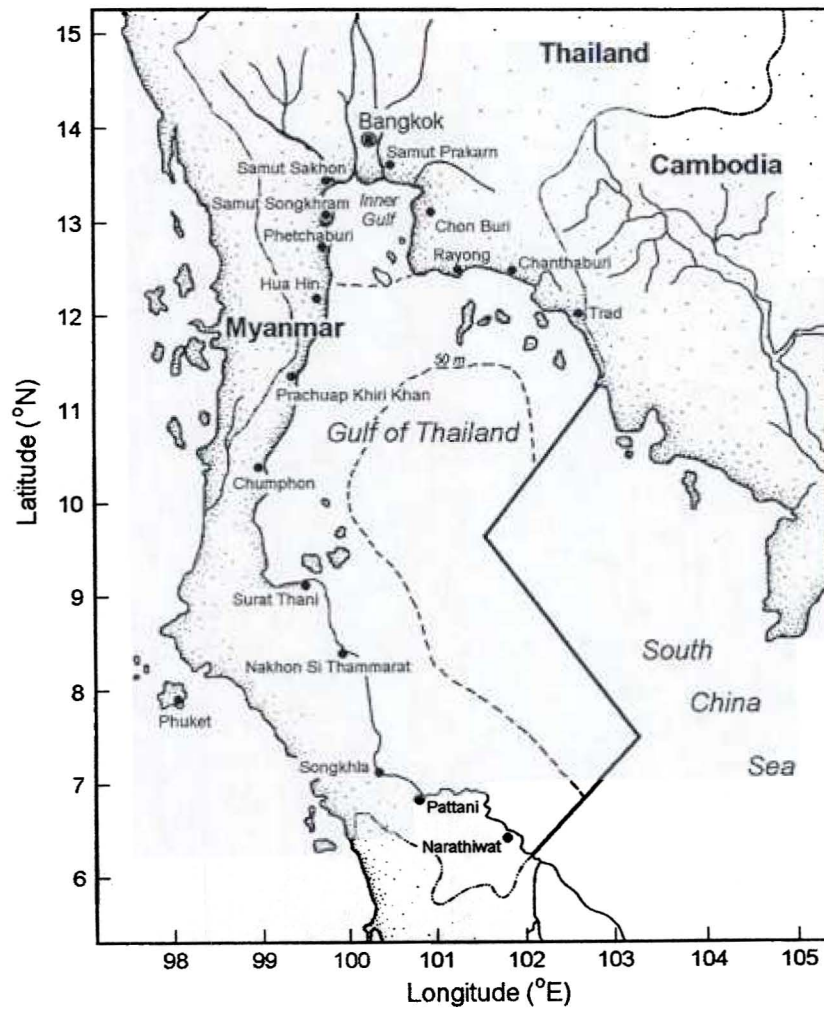 15
14
13
12
11
10
9
8
7
6
Latitude (°N)
Thailand
Bangkok
Samut Prakarn
Samut Sakhon
Cambodia
Samut Songkhram
Inner
Gulf
Chon Buri
Phetchaburi
Rayong
Chanthaburi
Hua Hin
Trad
Myanmar
50 m
Prachuap Khiri Khan
Gulf of Thailand
Chumphon
Surat Thani
Nakhon Si Thammarat
South
China
Sea
Phuket
Songkhla
Pattani
Narathiwat
98 99 100 101 102 103 104 105
Longitude (°E)